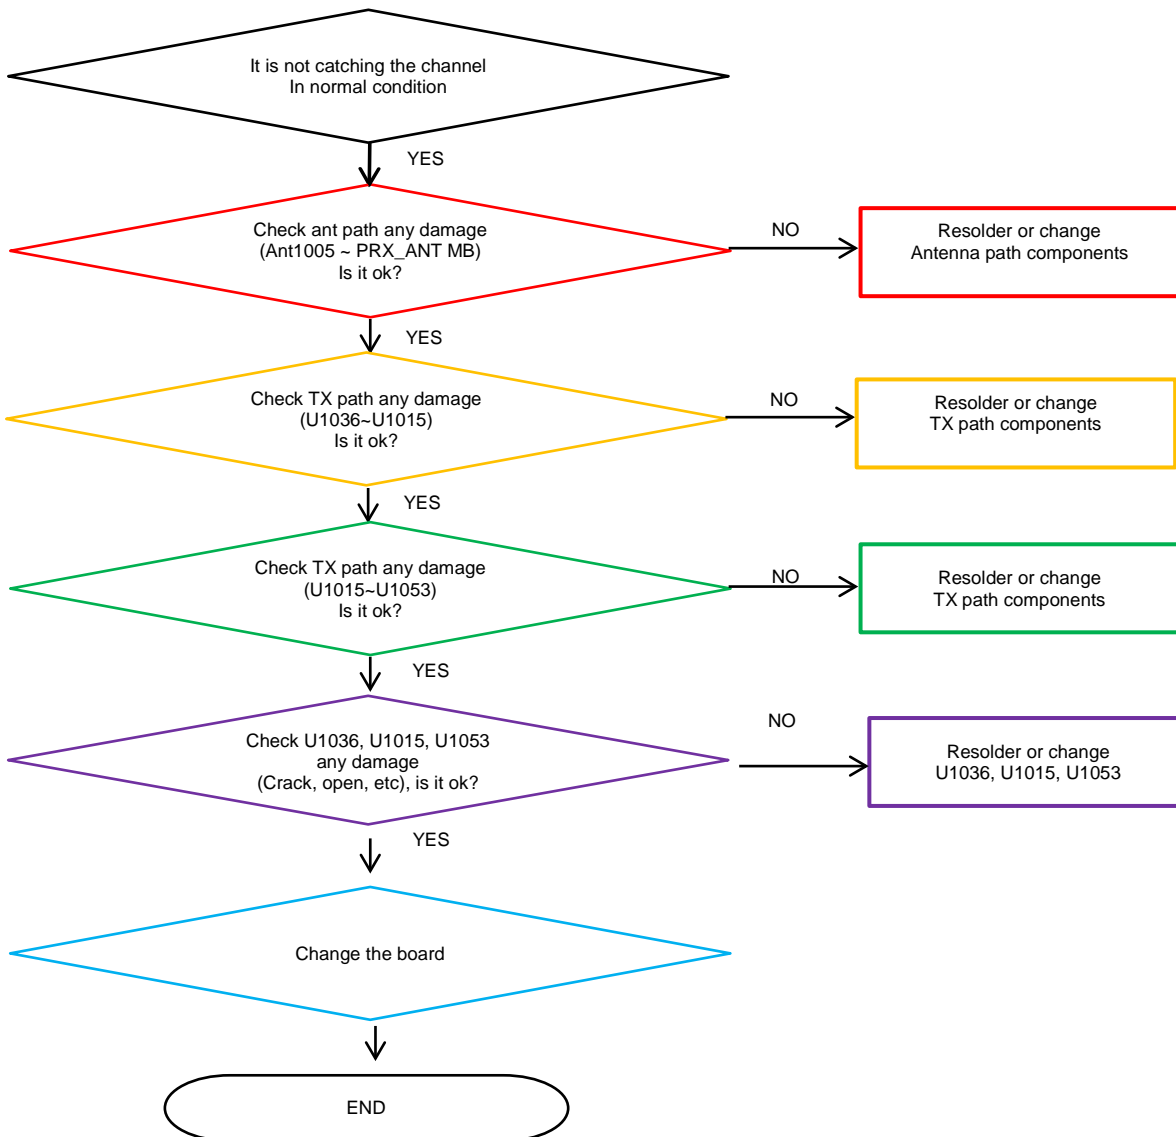 It is not catching the channel
In normal condition
YES
Check ant path any damage
(Ant1005 ~ PRX_ANT MB)
Is it ok?
NO
Resolder or change
Antenna path components
YES
Check TX path any damage
(U1036~U1015)
Is it ok?
NO
Resolder or change
TX path components
YES
Check TX path any damage
(U1015~U1053)
Is it ok?
NO
Resolder or change
TX path components
YES
Check U1036, U1015, U1053
any damage
(Crack, open, etc), is it ok?
NO
Resolder or change
U1036, U1015, U1053
YES
Change the board
END